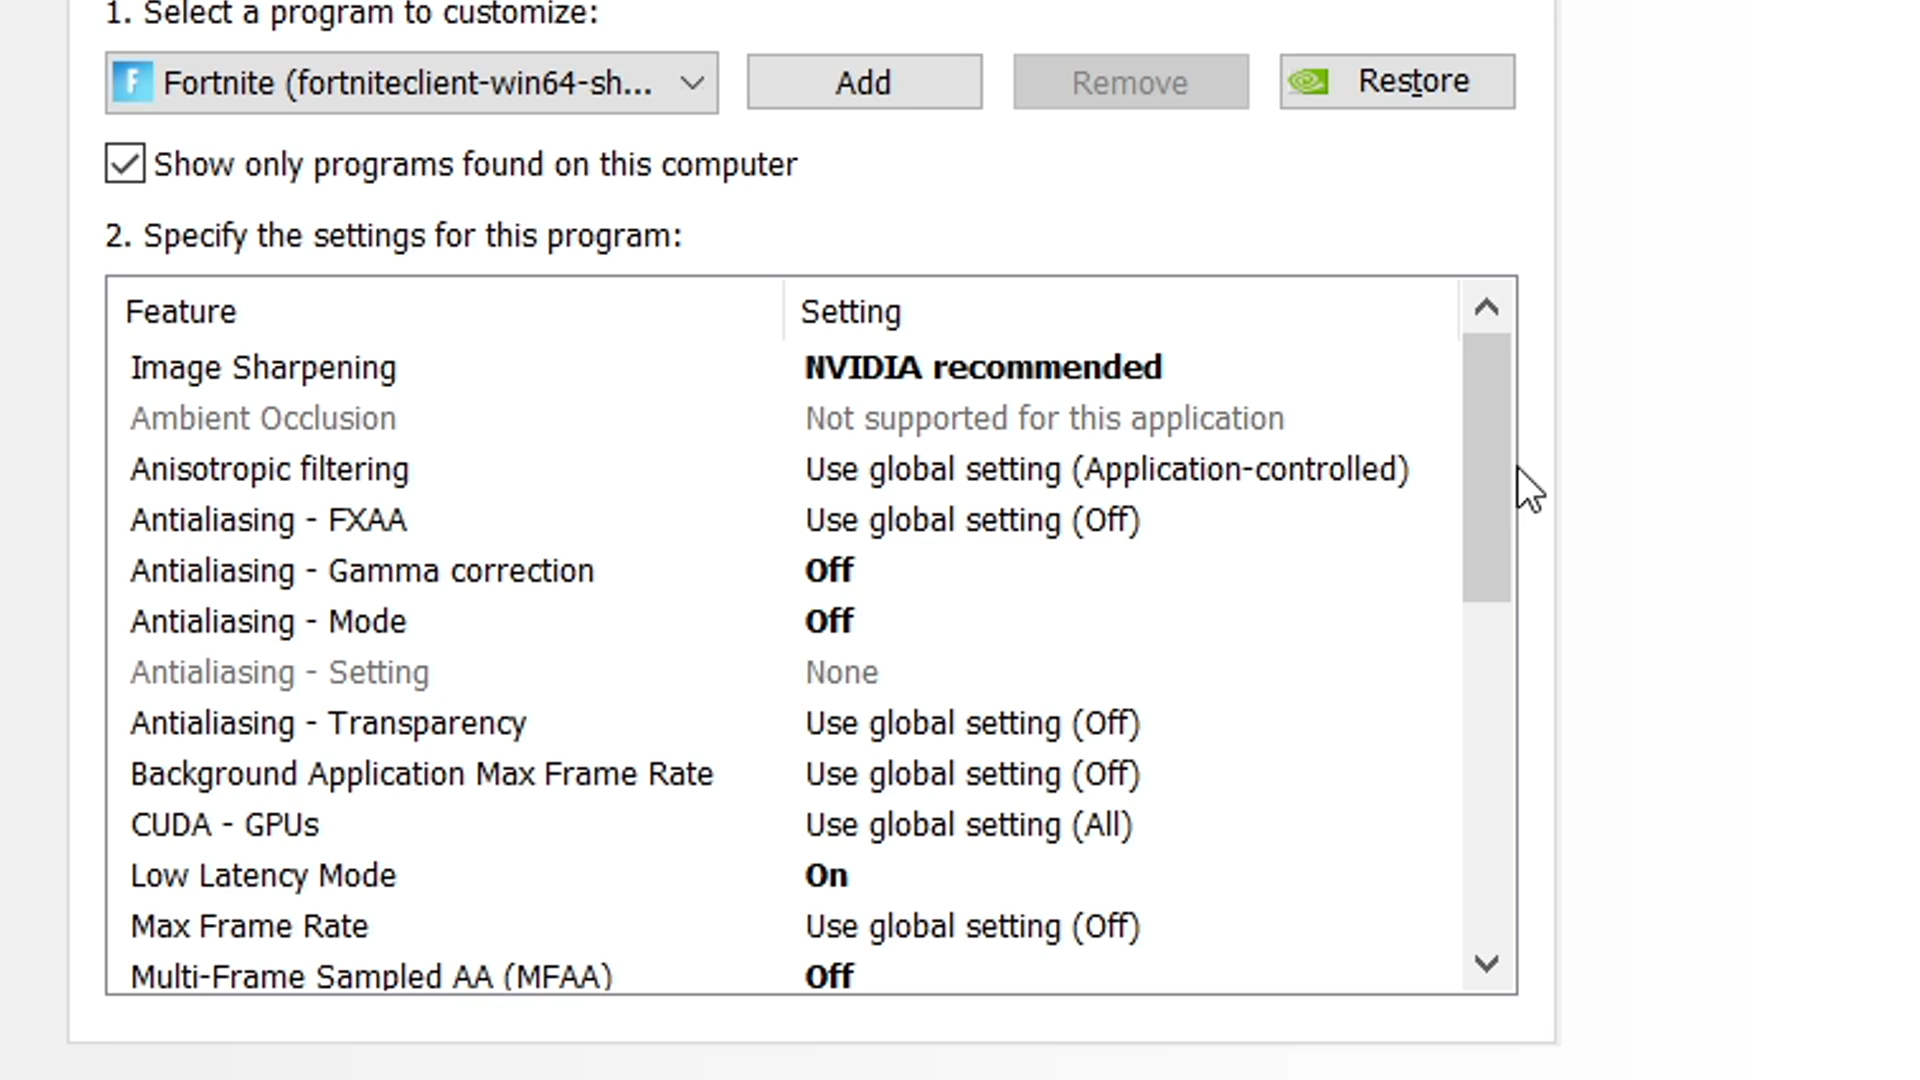 1. Select a program to customize:
F Fortnite (fortniteclient-win64-sh... Add Remove Restore
Show only programs found on this computer
2. Specify the settings for this program:
Feature Setting
Image Sharpening NVIDIA recommended
Ambient Occlusion Not supported for this application
Anisotropic filtering Use global setting (Application-controlled)
Antialiasing - FXAA Use global setting (Off)
Antialiasing - Gamma correction Off
Antialiasing - Mode Off
Antialiasing - Setting None
Antialiasing - Transparency Use global setting (Off)
Background Application Max Frame Rate Use global setting (Off)
CUDA - GPUs Use global setting (All)
Low Latency Mode On
Max Frame Rate Use global setting (Off)
Multi-Frame Sampled AA (MFAA) Off